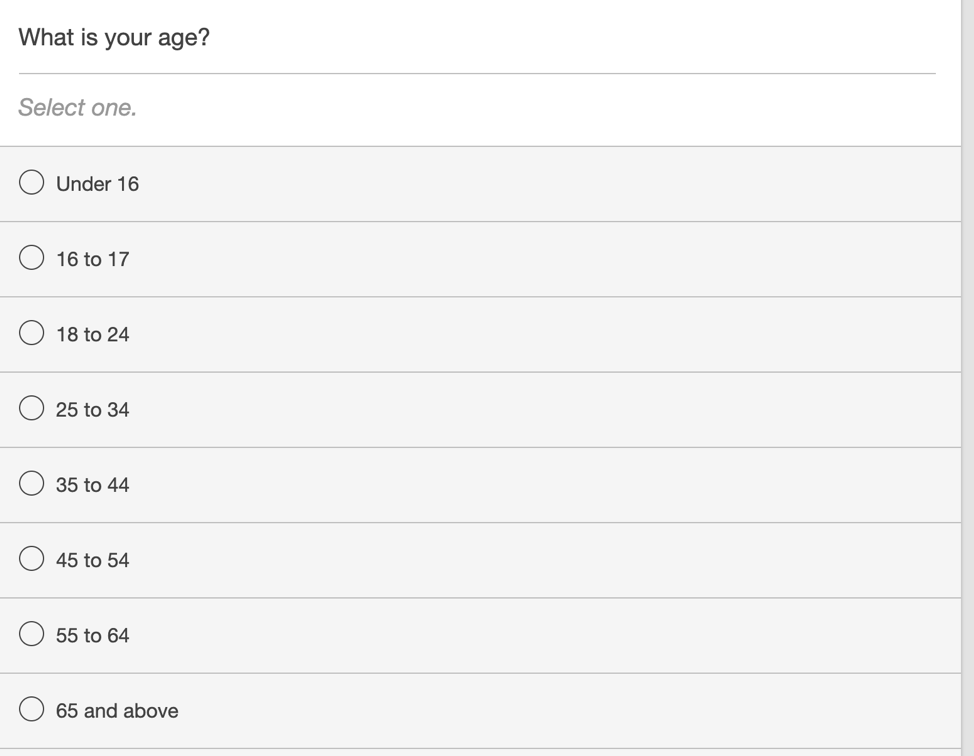 What is your age?
Select one.
Under 16
16 to 17
18 to 24
25 to 34
35 to 44
45 to 54
55 to 64
65 and above